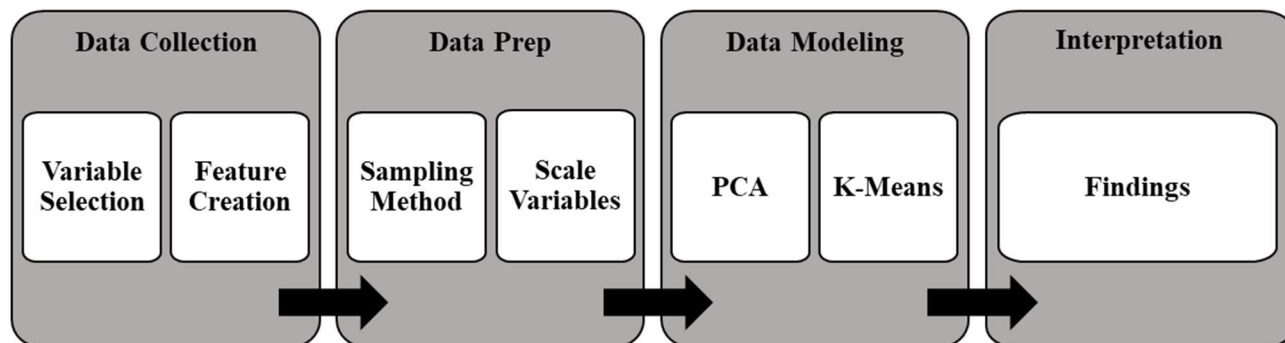 Data Collection
Variable
Selection
Feature
Creation
Data Prep
Sampling
Method
Scale
Variables
Data Modeling
PCA
K-Means
Interpretation
Findings